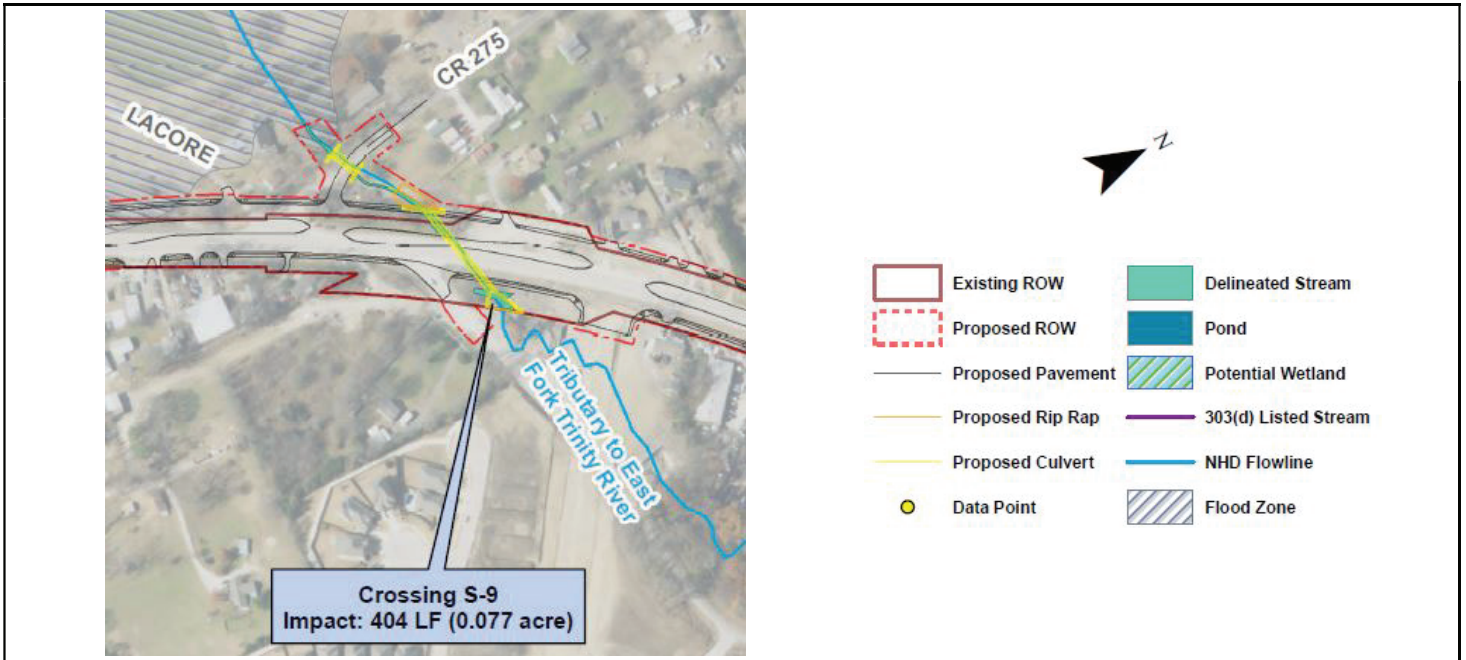 CR 275
LACORE
Tributary to East
Fork Trinity River
Crossing S-9
Impact: 404 LF (0.077 acre)
N
Existing ROW
Proposed ROW
Proposed Pavement
Proposed Rip Rap
Proposed Culvert
Data Point
Delineated Stream
Pond
Potential Wetland
303(d) Listed Stream
NHD Flowline
Flood Zone